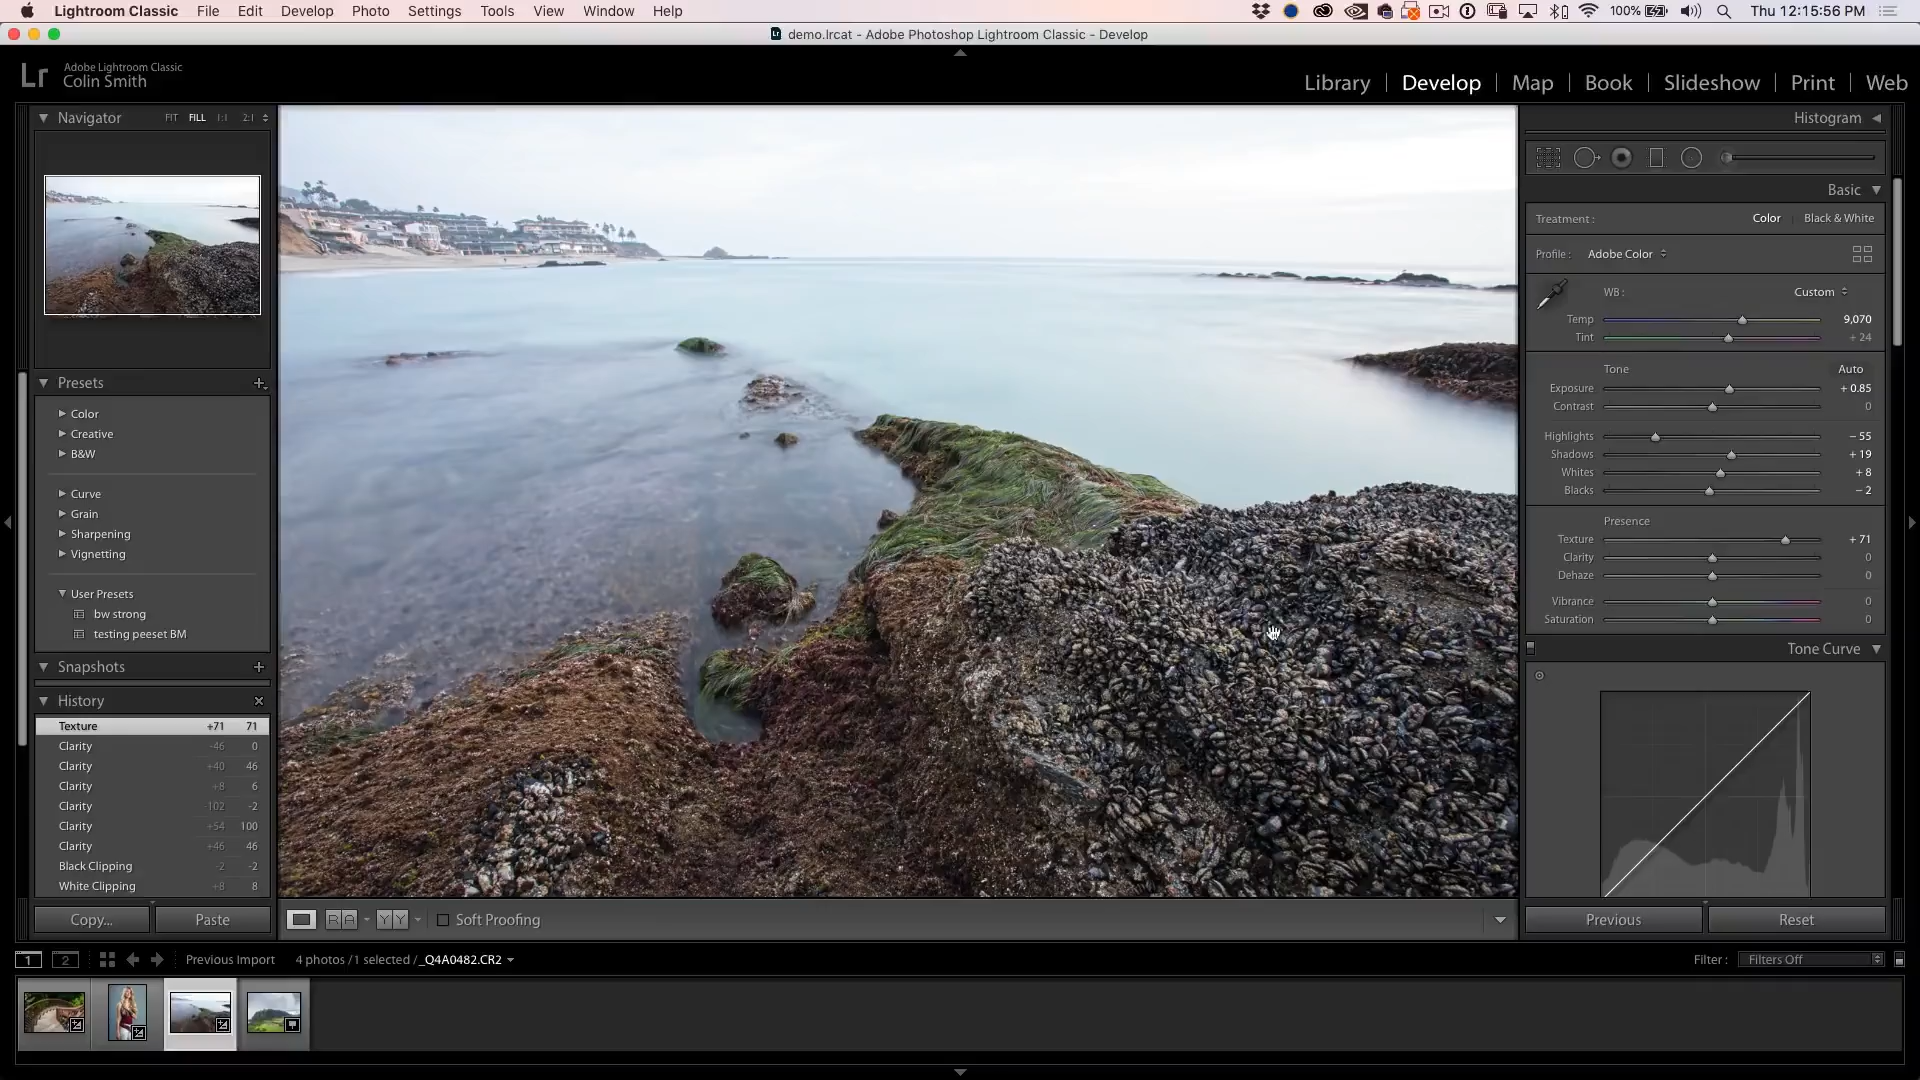 Lightroom Classic File Edit Develop Photo Settings Tools View Window Help 100% Thu 12:15:56 PM
demo.lrcat - Adobe Photoshop Lightroom Classic - Develop
Lr Adobe Lightroom Classic
Colin Smith
Library Develop Map Book Slideshow Print Web
Navigator FIT FILL 1:1 2:1
Histogram
Basic
Treatment : Color Black & White
Profile : Adobe Color
WB : Custom
Temp 9,070
Tint + 24
Tone Auto
Exposure + 0.85
Contrast 0
Highlights - 55
Shadows + 19
Whites + 8
Blacks - 2
Presence
Texture + 71
Clarity 0
Dehaze 0
Vibrance 0
Saturation 0
Tone Curve
Presets
Color
Creative
B&W
Curve
Grain
Sharpening
Vignetting
User Presets
bw strong
testing peeset BM
Snapshots
History
Texture +71 71
Clarity -46 0
Clarity +40 46
Clarity +8 6
Clarity -102 -2
Clarity +54 100
Clarity +46 46
Black Clipping -2 -2
White Clipping +8 8
Copy... Paste
R A Y Y Soft Proofing
Previous Reset
1 2 Previous Import 4 photos /1 selected /_Q4A0482.CR2 Filter : Filters Off